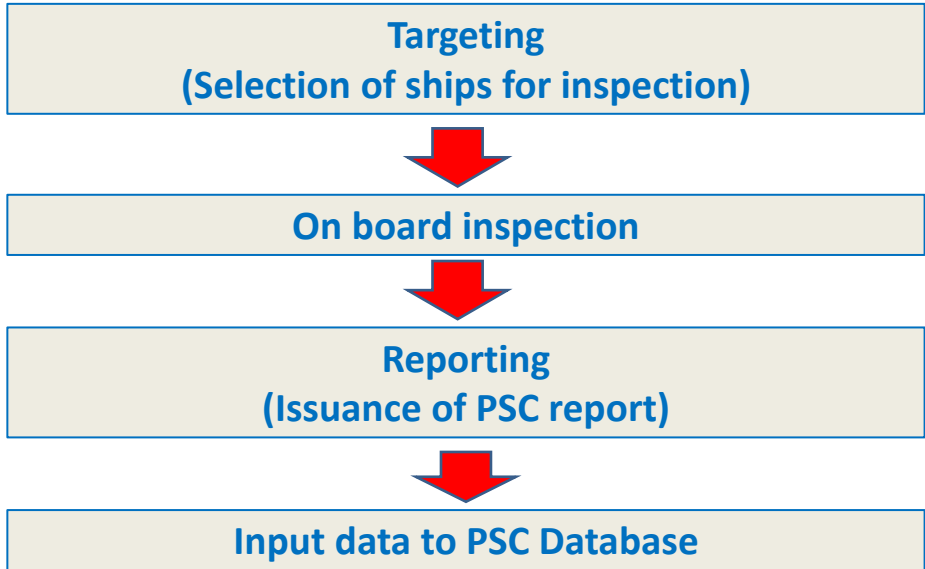 Targeting
(Selection of ships for inspection)
On board inspection
Reporting
(Issuance of PSC report)
Input data to PSC Database